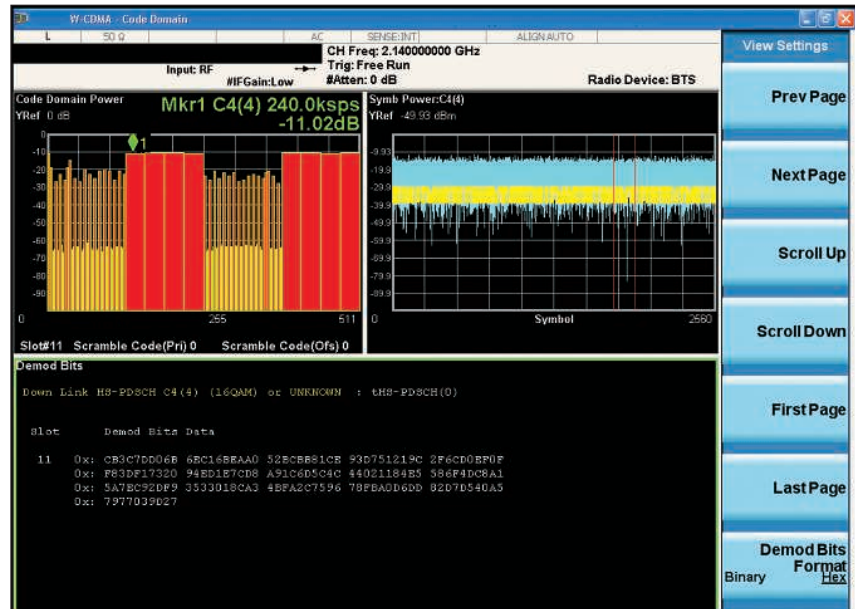 W-CDMA - Code Domain
L 50 Ω AC SENSE:INT ALIGN AUTO
CH Freq: 2.140000000 GHz
Input: RF Trig: Free Run
#IFGain:Low #Atten: 0 dB Radio Device: BTS
Code Domain Power Mkr1 C4(4) 240.0ksps
YRef 0 dB -11.02dB
1
0
-10
-20
-30
-40
-50
-60
-70
-80
-90
0 255 511
Slot#11 Scramble Code(Pri) 0 Scramble Code(Ofs) 0
Symb Power:C4(4)
YRef -49.93 dBm
-9.93
-19.9
-29.9
-39.9
-49.9
-59.9
-69.9
-79.9
-89.9
0 Symbol 2560
Demod Bits
Down Link HS-PDSCH C4(4) (16QAM) or UNKNOWN : tHS-PDSCH(0)
Slot Demod Bits Data
11 0x: CB3C7DD06B 6EC16BEAA0 52BCBB81CE 93D751219C 2F6CD0EF0F
0x: F83DF17320 94ED1E7CD8 A91C6D5C4C 44021184E5 586F4DC8A1
0x: 5A7EC92DF9 3533018CA3 4BFA2C7596 78FBA0D6DD 82D7D540A5
0x: 7977039D27
View Settings
Prev Page
Next Page
Scroll Up
Scroll Down
First Page
Last Page
Demod Bits
Format
Binary Hex